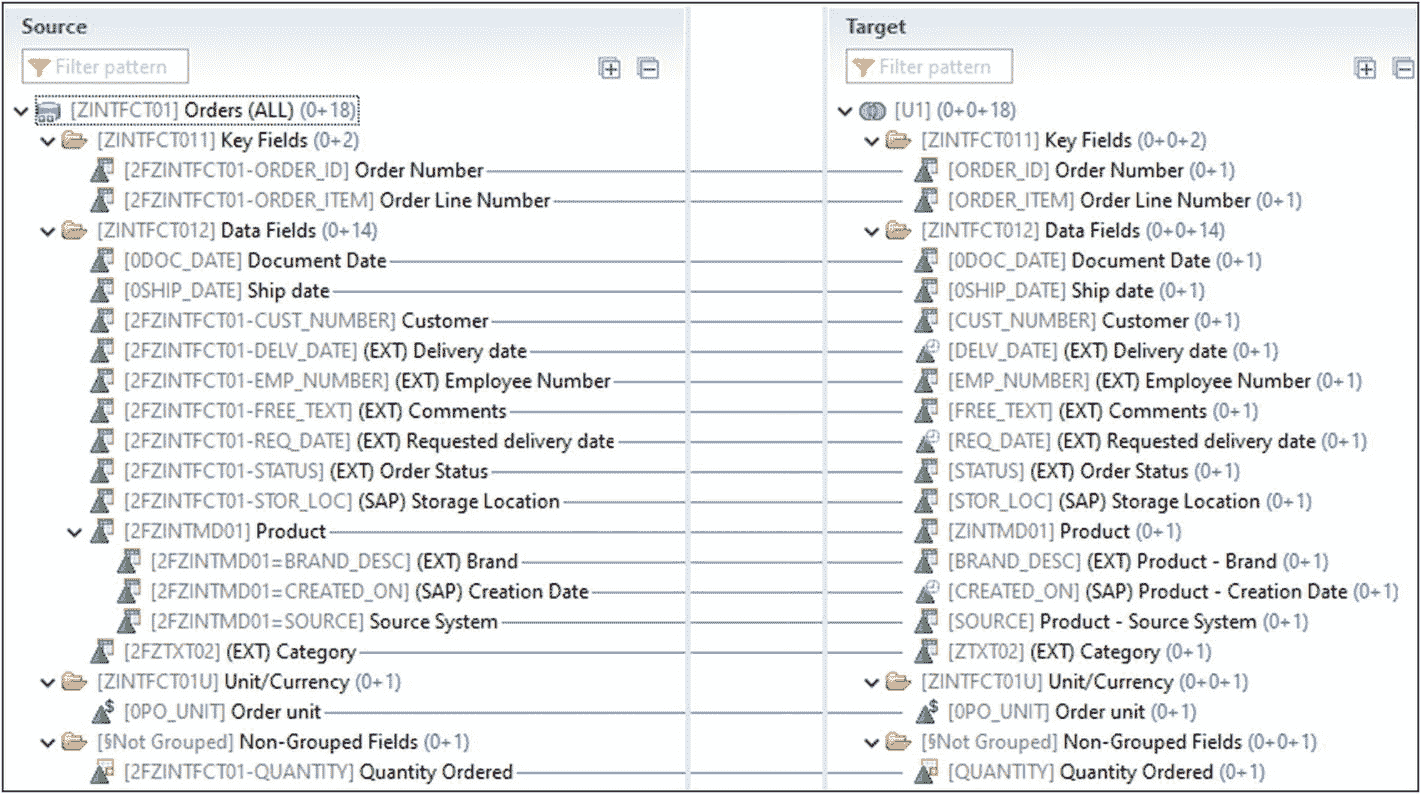 Source
Filter pattern
[ZINTFCT01] Orders (ALL) (0+18)
[ZINTFCT011] Key Fields (0+2)
[2FZINTFCT01-ORDER_ID] Order Number
[2FZINTFCT01-ORDER_ITEM] Order Line Number
[ZINTFCT012] Data Fields (0+14)
[0DOC_DATE] Document Date
[0SHIP_DATE] Ship date
[2FZINTFCT01-CUST_NUMBER] Customer
[2FZINTFCT01-DELV_DATE] (EXT) Delivery date
[2FZINTFCT01-EMP_NUMBER] (EXT) Employee Number
[2FZINTFCT01-FREE_TEXT] (EXT) Comments
[2FZINTFCT01-REQ_DATE] (EXT) Requested delivery date
[2FZINTFCT01-STATUS] (EXT) Order Status
[2FZINTFCT01-STOR_LOC] (SAP) Storage Location
[2FZINTMD01] Product
[2FZINTMD01=BRAND_DESC] (EXT) Brand
[2FZINTMD01=CREATED_ON] (SAP) Creation Date
[2FZINTMD01=SOURCE] Source System
[2FZTXT02] (EXT) Category
[ZINTFCT01U] Unit/Currency (0+1)
[0PO_UNIT] Order unit
[§Not Grouped] Non-Grouped Fields (0+1)
[2FZINTFCT01-QUANTITY] Quantity Ordered
Target
Filter pattern
[U1] (0+0+18)
[ZINTFCT011] Key Fields (0+0+2)
[ORDER_ID] Order Number (0+1)
[ORDER_ITEM] Order Line Number (0+1)
[ZINTFCT012] Data Fields (0+0+14)
[0DOC_DATE] Document Date (0+1)
[0SHIP_DATE] Ship date (0+1)
[CUST_NUMBER] Customer (0+1)
[DELV_DATE] (EXT) Delivery date (0+1)
[EMP_NUMBER] (EXT) Employee Number (0+1)
[FREE_TEXT] (EXT) Comments (0+1)
[REQ_DATE] (EXT) Requested delivery date (0+1)
[STATUS] (EXT) Order Status (0+1)
[STOR_LOC] (SAP) Storage Location (0+1)
[ZINTMD01] Product (0+1)
[BRAND_DESC] (EXT) Product - Brand (0+1)
[CREATED_ON] (SAP) Product - Creation Date (0+1)
[SOURCE] Product - Source System (0+1)
[ZTXT02] (EXT) Category (0+1)
[ZINTFCT01U] Unit/Currency (0+0+1)
[0PO_UNIT] Order unit (0+1)
[§Not Grouped] Non-Grouped Fields (0+0+1)
[QUANTITY] Quantity Ordered (0+1)